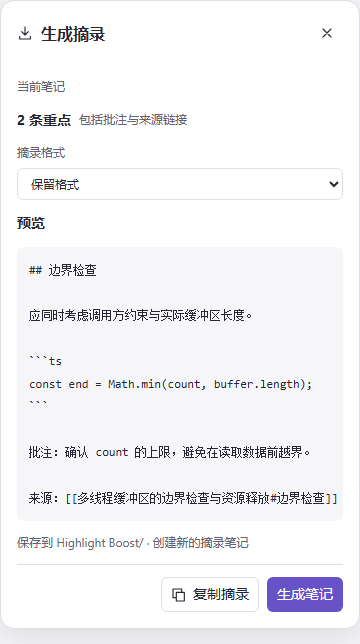 生成摘录
当前笔记
2 条重点 包括批注与来源链接
摘录格式
保留格式
预览
## 边界检查
应同时考虑调用方约束与实际缓冲区长度。
```ts
const end = Math.min(count, buffer.length);
```
批注：确认 count 的上限，避免在读取数据前越界。
来源：[[多线程缓冲区的边界检查与资源释放#边界检查]]
保存到 Highlight Boost/ · 创建新的摘录笔记
复制摘录 生成笔记